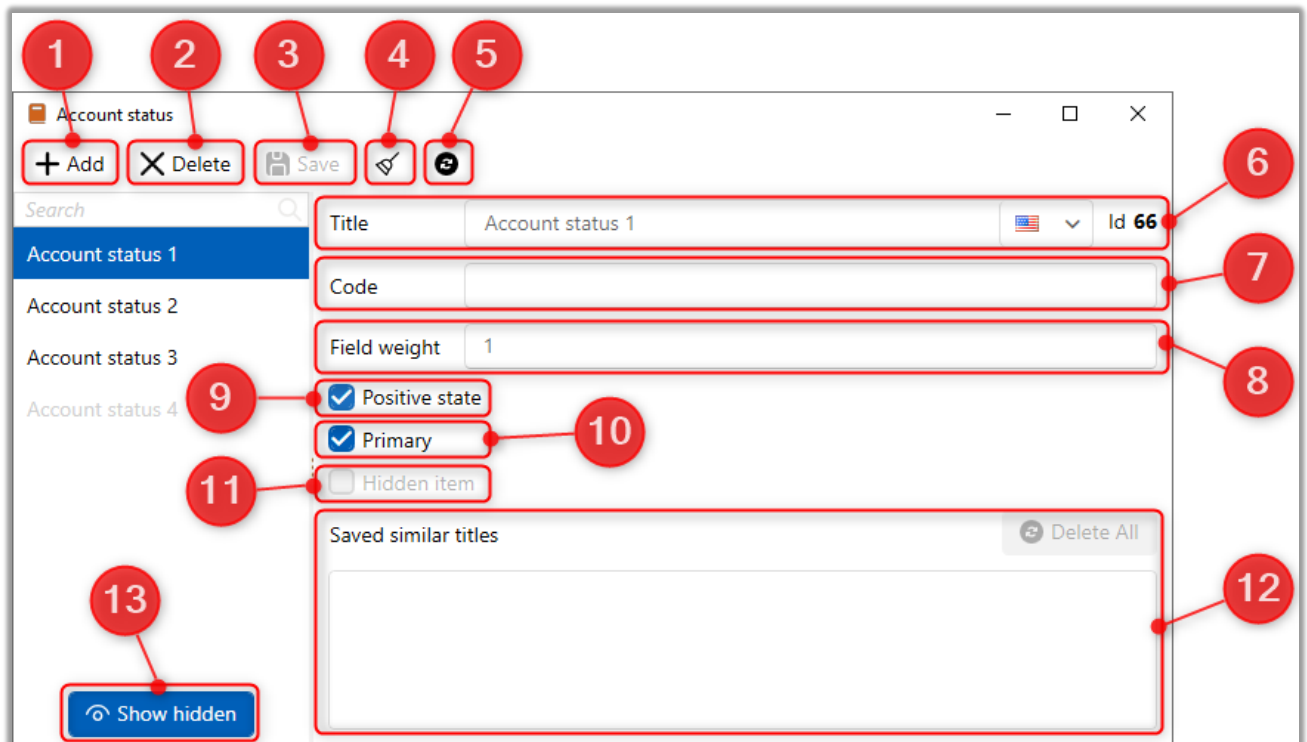 1 2 3 4 5
Account status
Add Delete Save
6
Search
Title Account status 1 Id 66
Account status 1
7
Code
Account status 2
Field weight 1
Account status 3
8
9 Positive state
Account status 4
10
Primary
11 Hidden item
Saved similar titles Delete All
12
13
Show hidden